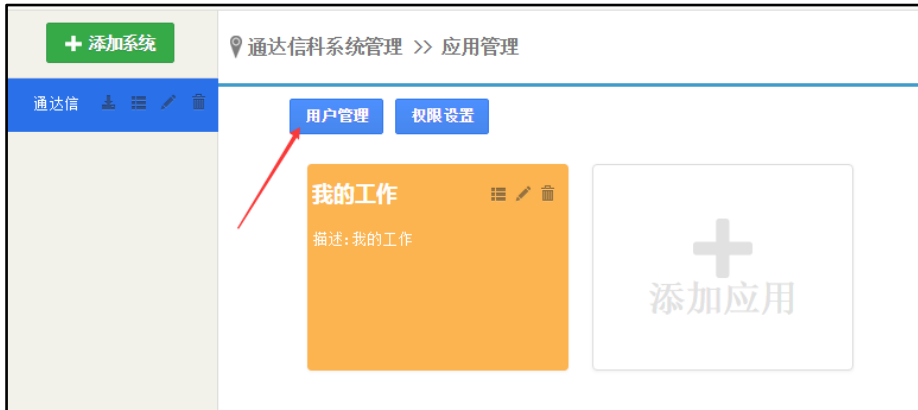 添加系统
通达信科系统管理 >> 应用管理
通达信
用户管理
权限设置
我的工作
描述:我的工作
添加应用